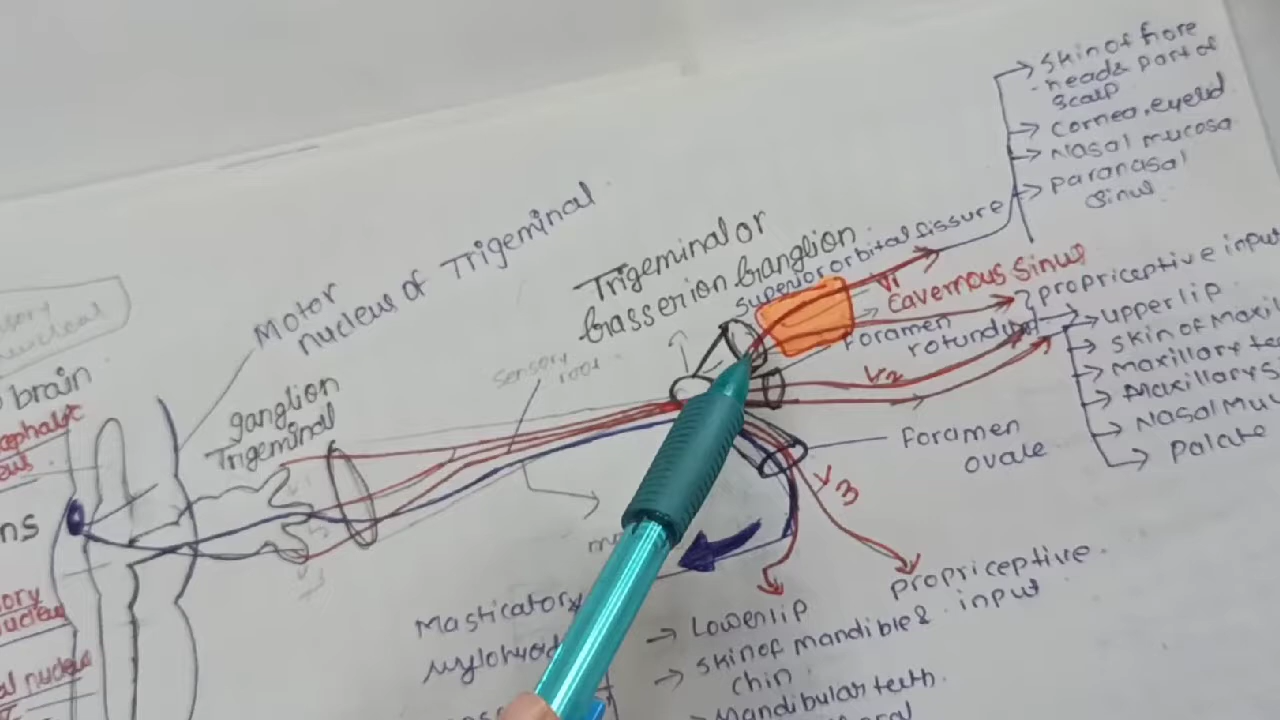 Skin of fore
head & part of
scalp
Cornea, eyelid
Nasal mucosa
paranasal
Sinus
Motor
nucleus of Trigeminal
Trigeminal or
Gasserion Ganglion
Superior orbital fissure
V1
Cavernous Sinus
Foramen
rotundum
propriceptive input
upper lip
Skin of Maxil
Maxillary te
Maxillary S
Nasal Mu
Palate
V2
sensory
root
ganglion
Trigeminal
brain
cephalic
Foramen
ovale
V3
propriceptive
input
Masticatory
Mylohyoid
Lower lip
Skin of mandible &
chin
Mandibular teeth